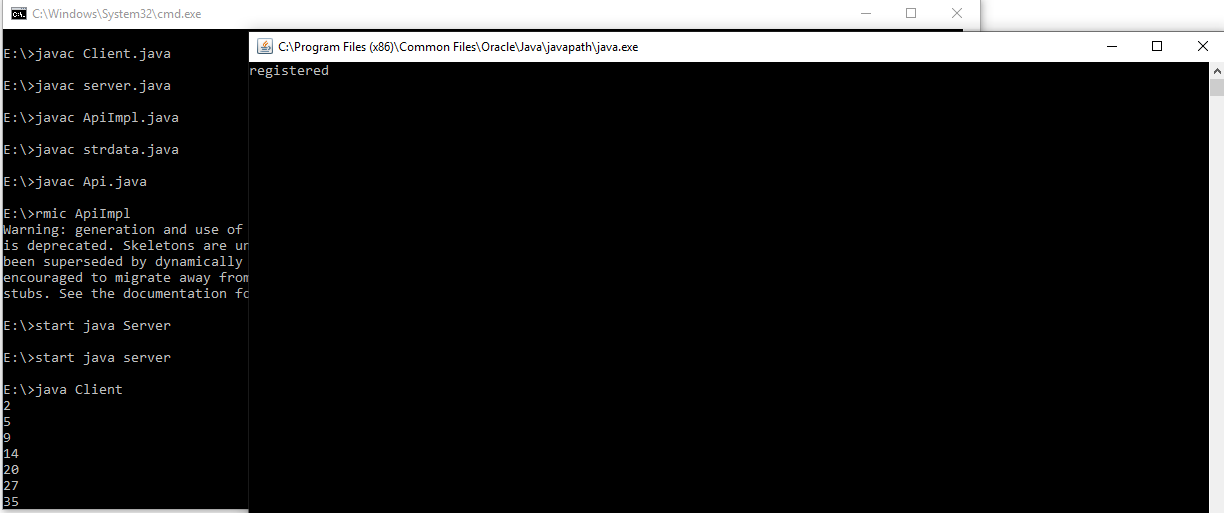 C:\Windows\System32\cmd.exe
E:\>javac Client.java
E:\>javac server.java
E:\>javac ApiImpl.java
E:\>javac strdata.java
E:\>javac Api.java
E:\>rmic ApiImpl
Warning: generation and use of
is deprecated. Skeletons are
been superseded by dynamically
encouraged to migrate away from
stubs. See the documentation
E:\>start java Server
E:\>start java server
E:\>java Client
2
5
9
14
20
27
35
C:\Program Files (x86)\Common Files\Oracle\Java\javapath\java.exe
registered